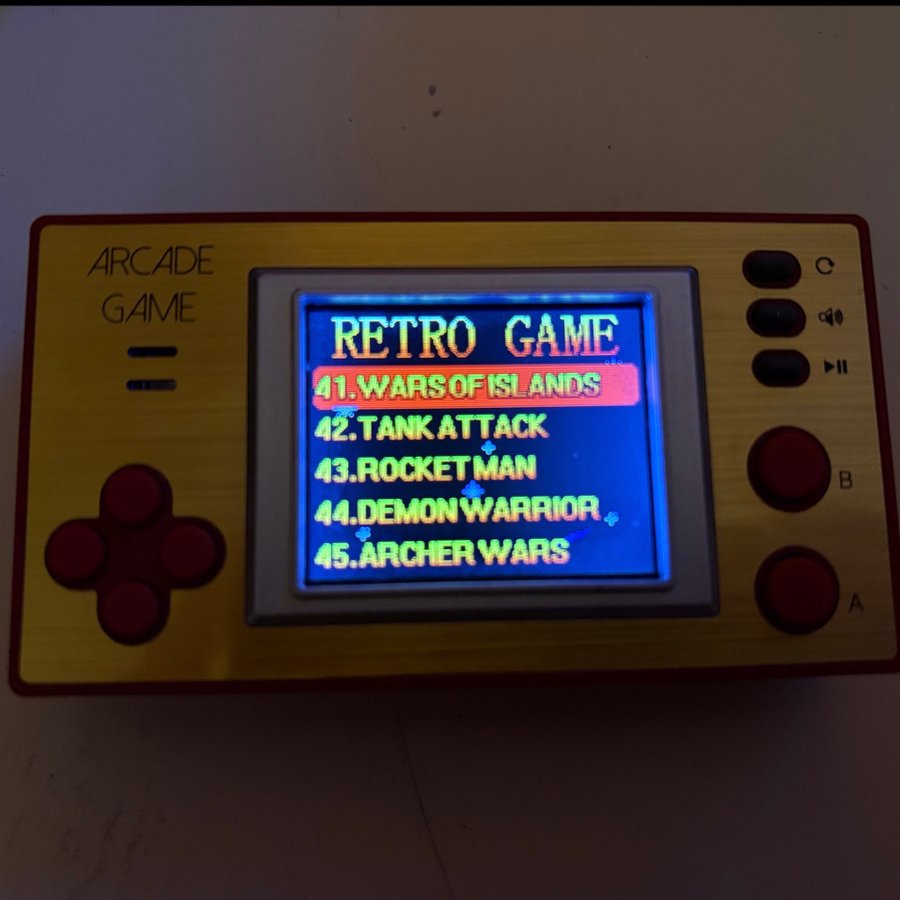 ARCADE
GAME
RETRO GAME
41.WARS OF ISLANDS
42.TANK ATTACK
43.ROCKET MAN
44.DEMON WARRIOR
45.ARCHER WARS
B
A